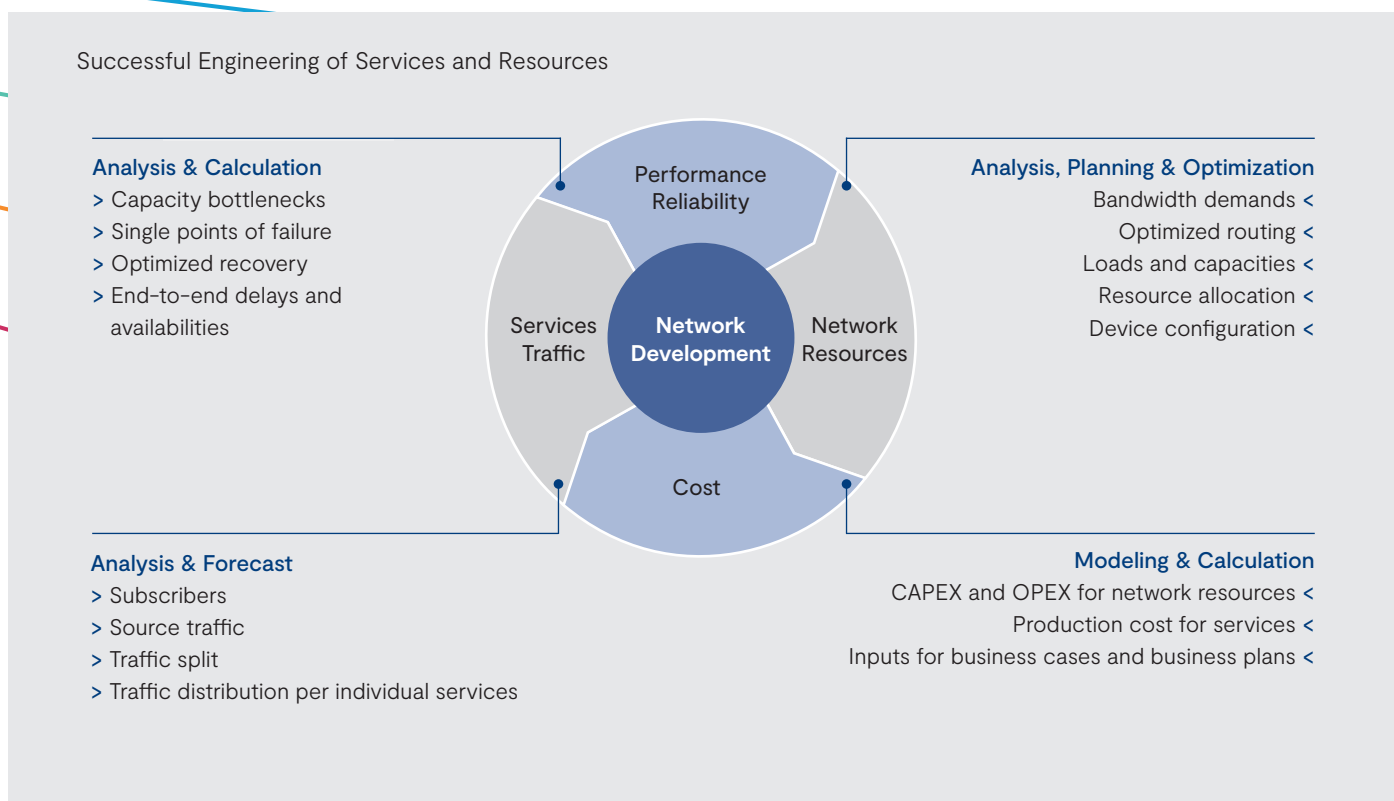 Successful Engineering of Services and Resources
Analysis & Calculation
> Capacity bottlenecks
> Single points of failure
> Optimized recovery
> End-to-end delays and
availabilities
Performance
Reliability
Analysis, Planning & Optimization
Bandwidth demands <
Optimized routing <
Loads and capacities <
Resource allocation <
Device configuration <
Services
Traffic
Network
Development
Network
Resources
Cost
Analysis & Forecast
> Subscribers
> Source traffic
> Traffic split
> Traffic distribution per individual services
Modeling & Calculation
CAPEX and OPEX for network resources <
Production cost for services <
Inputs for business cases and business plans <